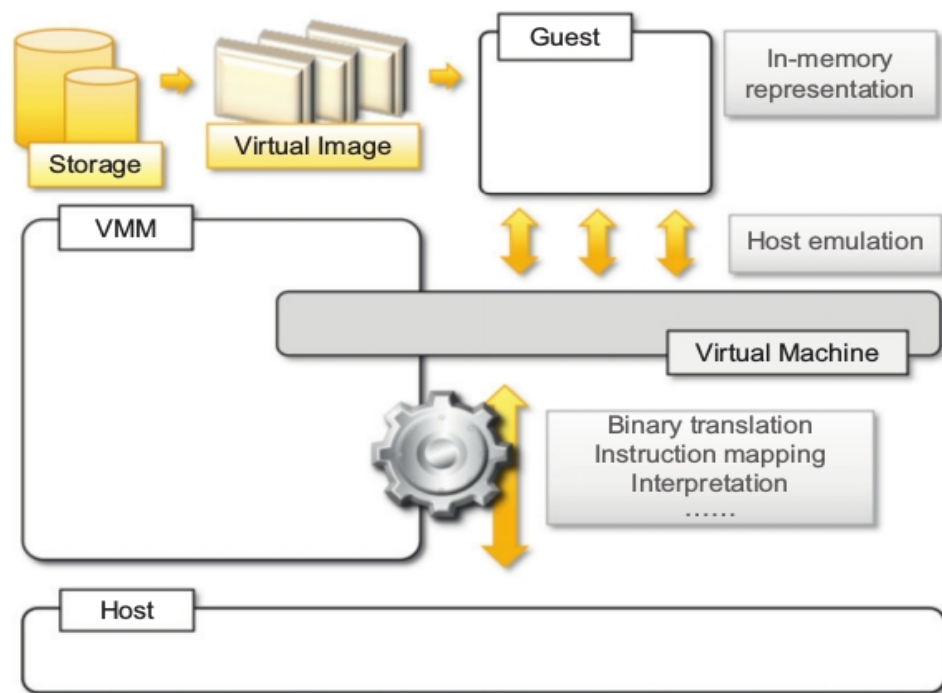 Guest
In-memory
representation
Virtual Image
Storage
VMM
Host emulation
Virtual Machine
Binary translation
Instruction mapping
Interpretation
......
Host